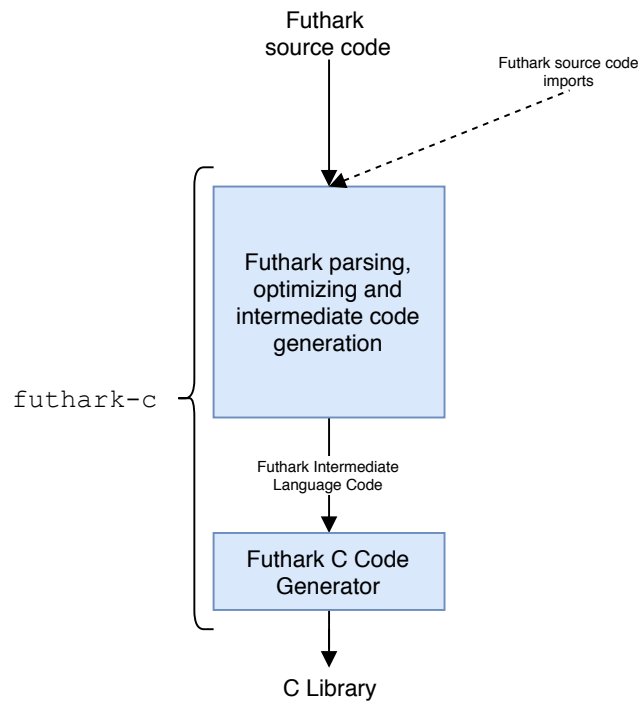 Futhark
source code
Futhark source code
imports
Futhark parsing,
optimizing and
intermediate code
generation
futhark-c
Futhark Intermediate
Language Code
Futhark C Code
Generator
C Library